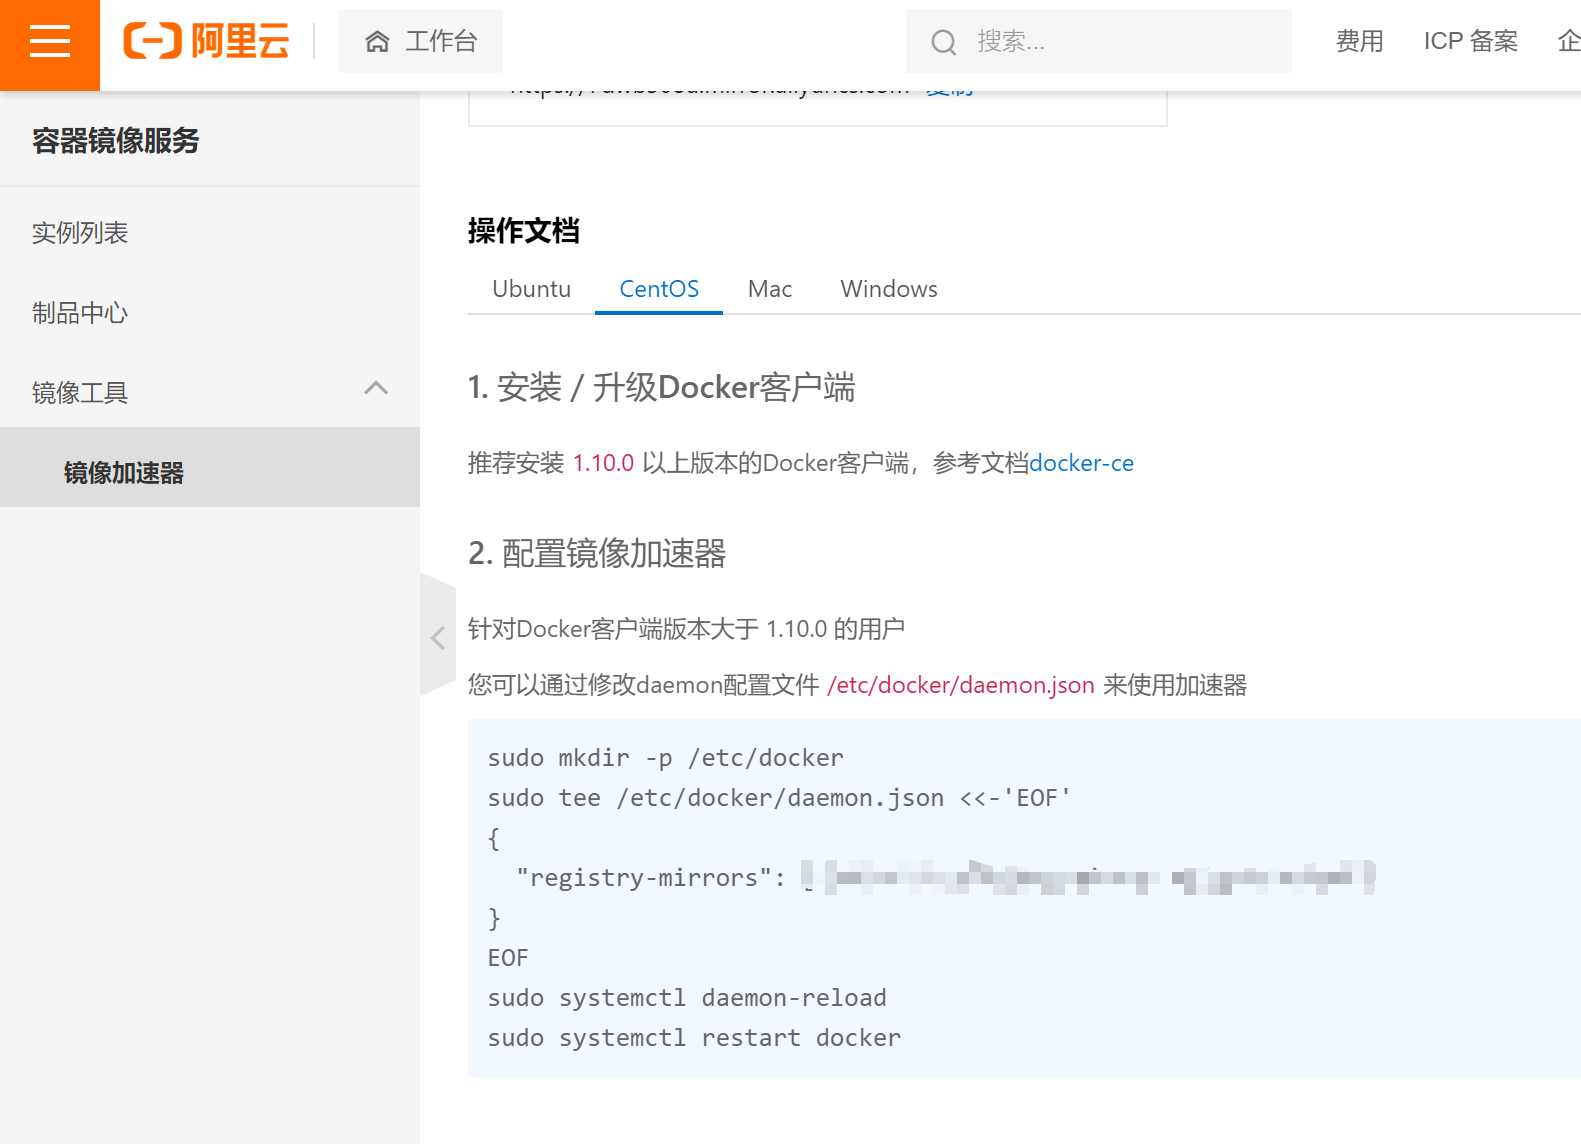 阿里云
工作台
搜索...
费用
ICP 备案
企
复制
容器镜像服务
实例列表
制品中心
镜像工具
镜像加速器
操作文档
Ubuntu
CentOS
Mac
Windows
1. 安装 / 升级Docker客户端
推荐安装 1.10.0 以上版本的Docker客户端，参考文档docker-ce
2. 配置镜像加速器
针对Docker客户端版本大于 1.10.0 的用户
您可以通过修改daemon配置文件 /etc/docker/daemon.json 来使用加速器
sudo mkdir -p /etc/docker
sudo tee /etc/docker/daemon.json <<-'EOF'
{
"registry-mirrors":
}
EOF
sudo systemctl daemon-reload
sudo systemctl restart docker